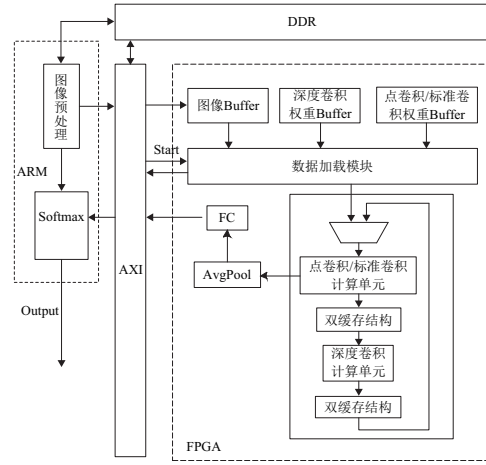 DDR
图
像
预
处
理
ARM
Softmax
Output
AXI
Start
图像Buffer
深度卷积
权重Buffer
点卷积/标准卷
积权重Buffer
数据加载模块
FC
AvgPool
点卷积/标准卷积
计算单元
双缓存结构
深度卷积
计算单元
双缓存结构
FPGA